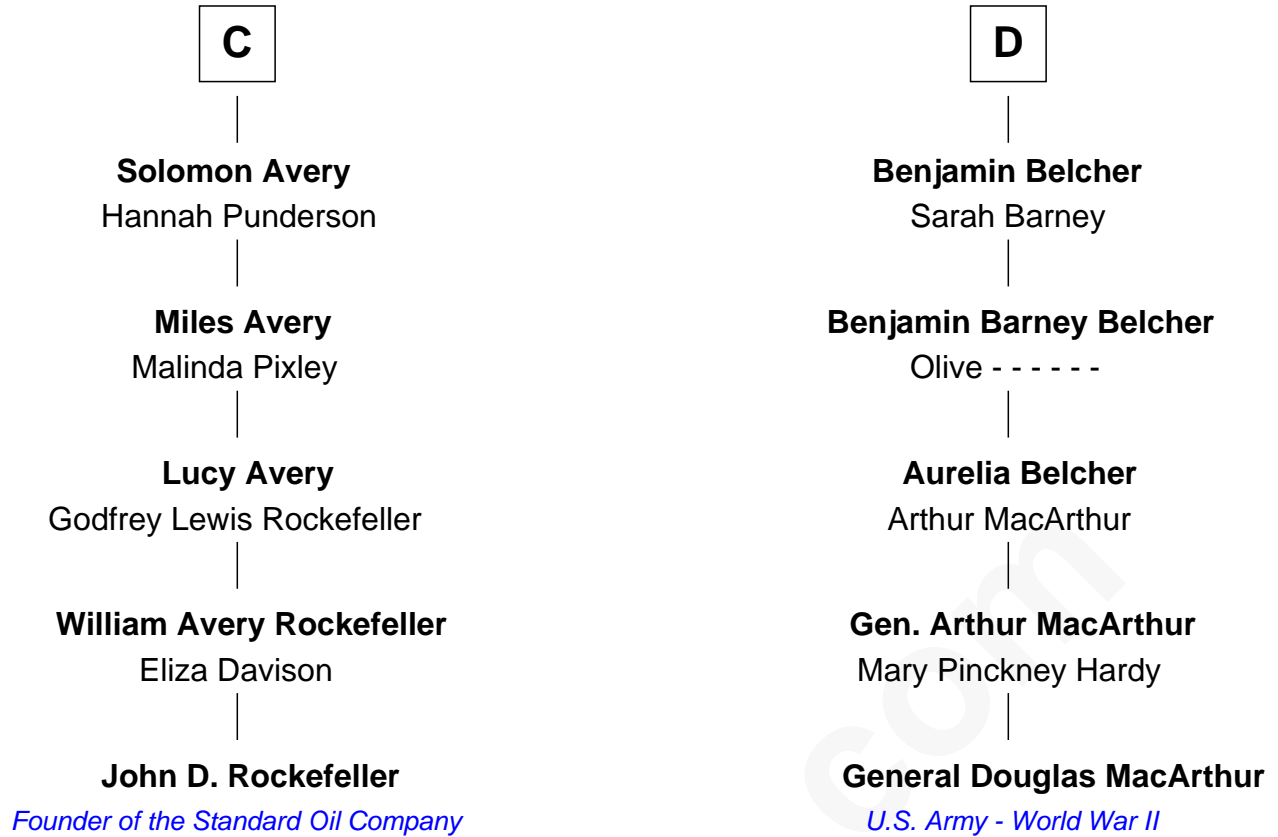 C
Solomon Avery
Hannah Punderson
Miles Avery
Malinda Pixley
Lucy Avery
Godfrey Lewis Rockefeller
William Avery Rockefeller
Eliza Davison
John D. Rockefeller
Founder of the Standard Oil Company
D
Benjamin Belcher
Sarah Barney
Benjamin Barney Belcher
Olive - - - - - -
Aurelia Belcher
Arthur MacArthur
Gen. Arthur MacArthur
Mary Pinckney Hardy
General Douglas MacArthur
U.S. Army - World War II
com